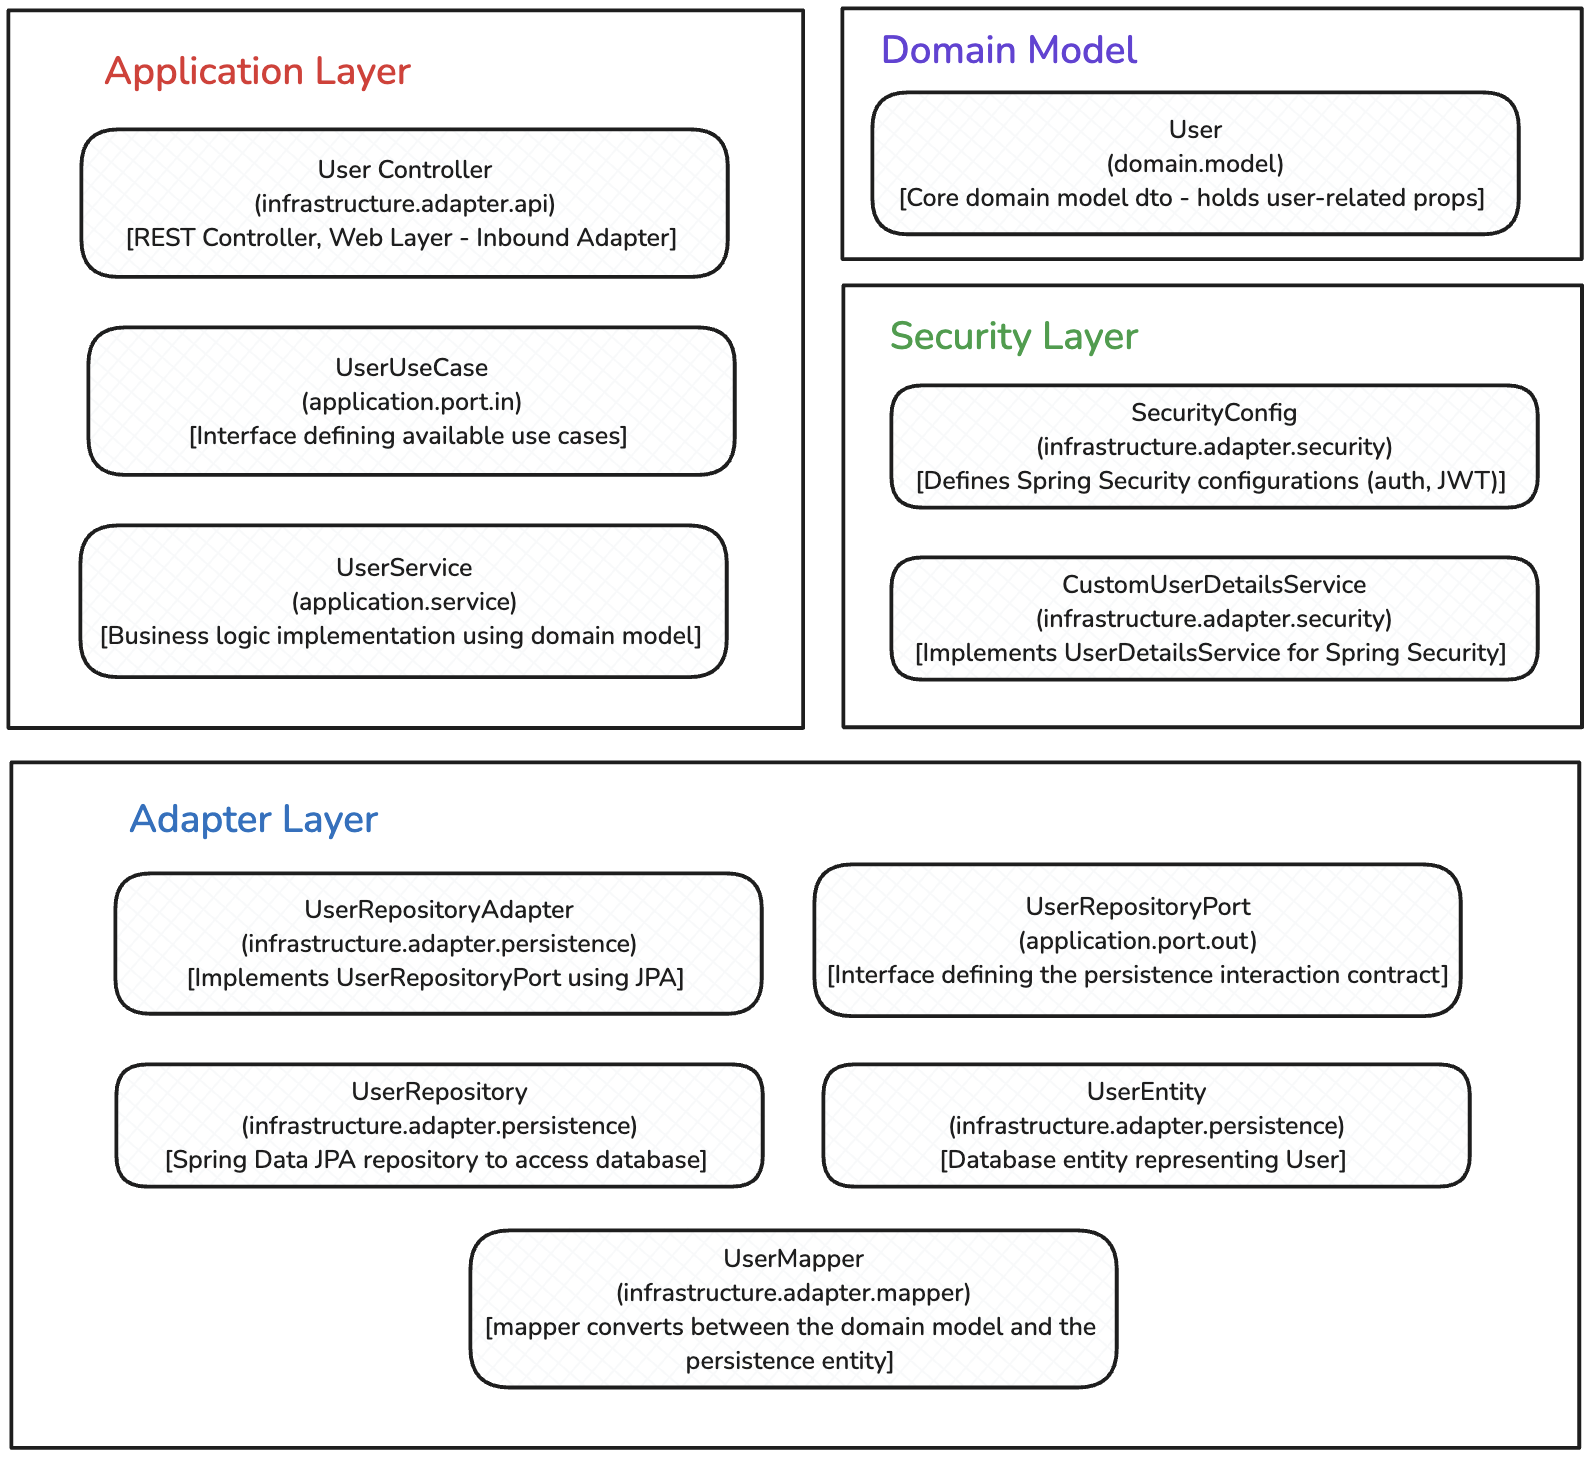 Application Layer
User Controller
(infrastructure.adapter.api)
[REST Controller, Web Layer - Inbound Adapter]
UserUseCase
(application.port.in)
[Interface defining available use cases]
UserService
(application.service)
[Business logic implementation using domain model]
Domain Model
User
(domain.model)
[Core domain model dto - holds user-related props]
Security Layer
SecurityConfig
(infrastructure.adapter.security)
[Defines Spring Security configurations (auth, JWT)]
CustomUserDetailsService
(infrastructure.adapter.security)
[Implements UserDetailsService for Spring Security]
Adapter Layer
UserRepositoryAdapter
(infrastructure.adapter.persistence)
[Implements UserRepositoryPort using JPA]
UserRepositoryPort
(application.port.out)
[Interface defining the persistence interaction contract]
UserRepository
(infrastructure.adapter.persistence)
[Spring Data JPA repository to access database]
UserEntity
(infrastructure.adapter.persistence)
[Database entity representing User]
UserMapper
(infrastructure.adapter.mapper)
[mapper converts between the domain model and the
persistence entity]